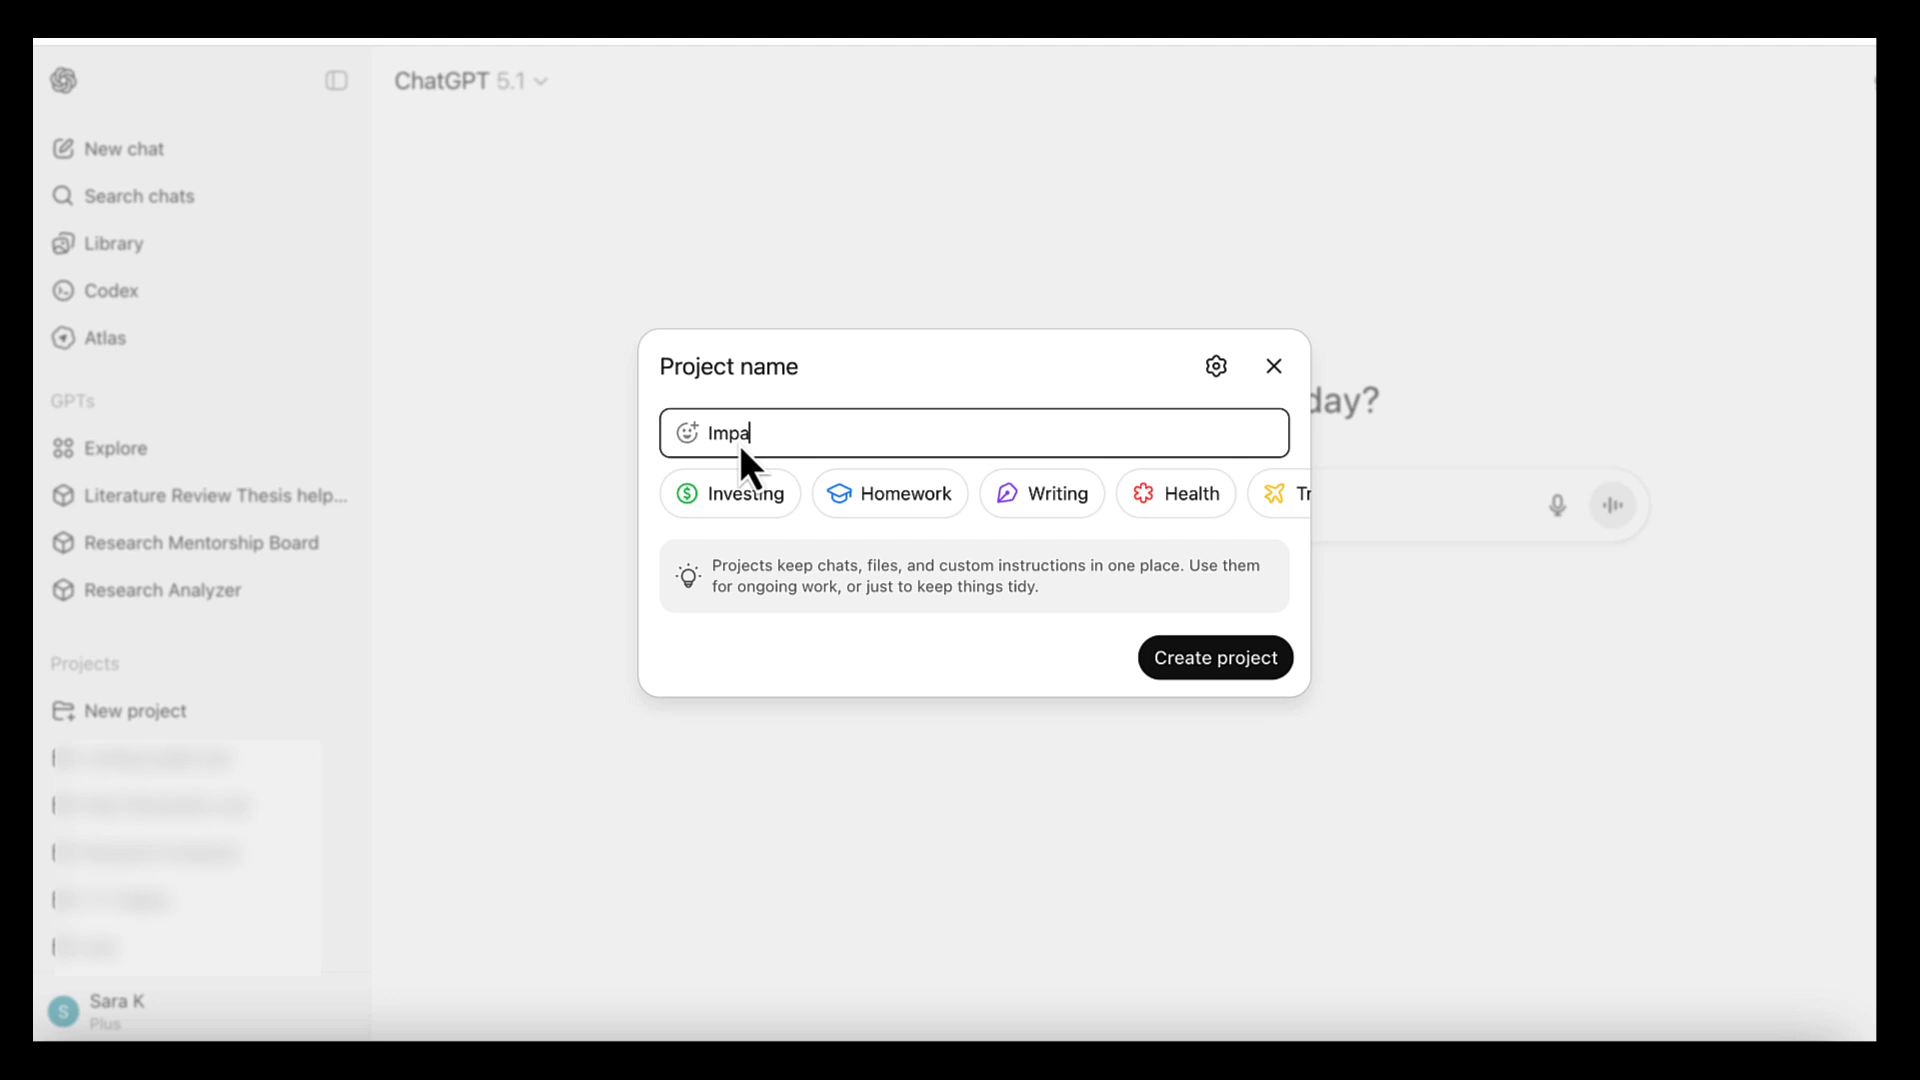 ChatGPT 5.1
New chat
Search chats
Library
Codex
Atlas
GPTs
Explore
Literature Review Thesis help...
Research Mentorship Board
Research Analyzer
Projects
New project
S
Sara K
Plus
day?
Project name
Impa
Investing
Homework
Writing
Health
Projects keep chats, files, and custom instructions in one place. Use them
for ongoing work, or just to keep things tidy.
Create project